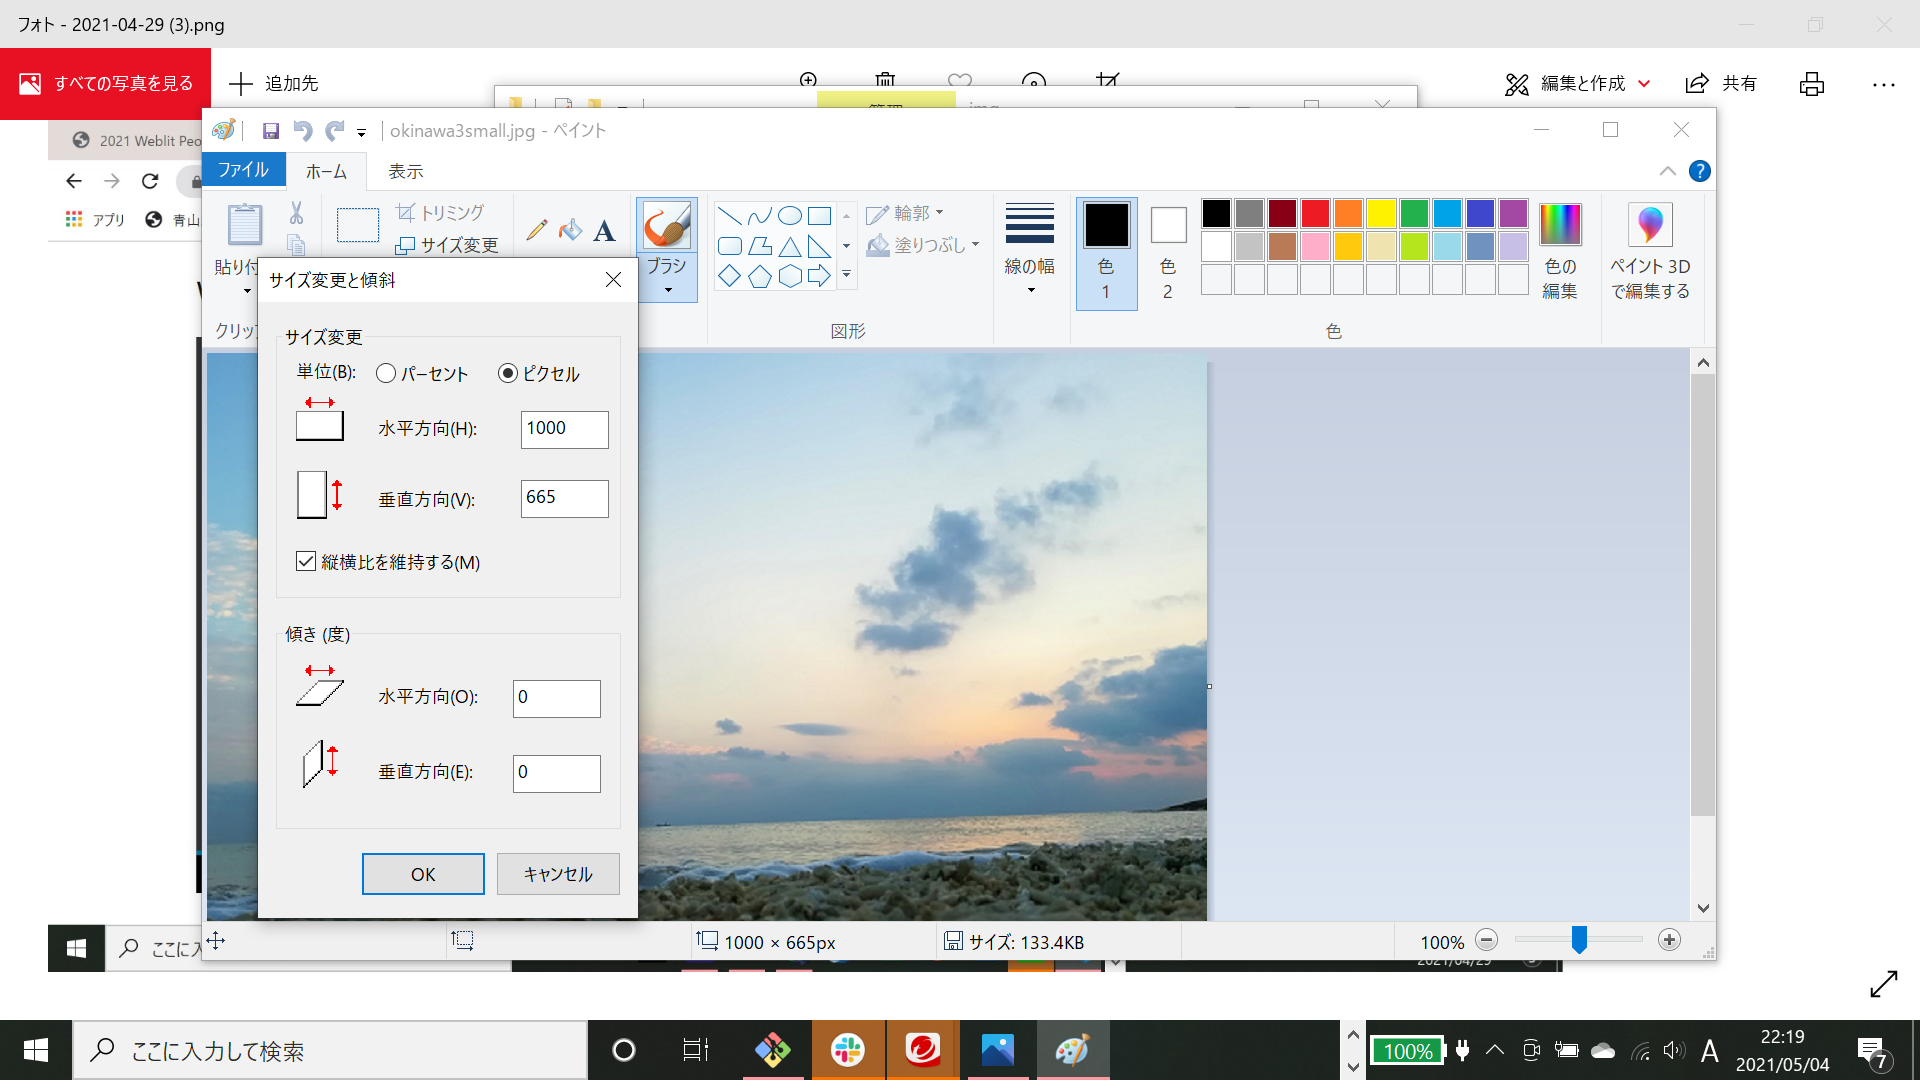 フォト - 2021-04-29 (3).png
すべての写真を見る
追加先
編集と作成
共有
管理
img
2021 Weblit Peo
アプリ
青山
okinawa3small.jpg - ペイント
ファイル
ホーム
表示
貼り付
トリミング
サイズ変更
A
ブラシ
輪郭
塗りつぶし
線の幅
色
1
色
2
色の
編集
ペイント 3D
で編集する
クリッ
図形
色
サイズ変更と傾斜
サイズ変更
単位(B):
パーセント
ピクセル
水平方向(H):
1000
垂直方向(V):
665
縦横比を維持する(M)
傾き (度)
水平方向(O):
0
垂直方向(E):
0
OK
キャンセル
1000 × 665px
サイズ: 133.4KB
100%
ここに入
2021/04/29
ここに入力して検索
100%
A
22:19
2021/05/04
7